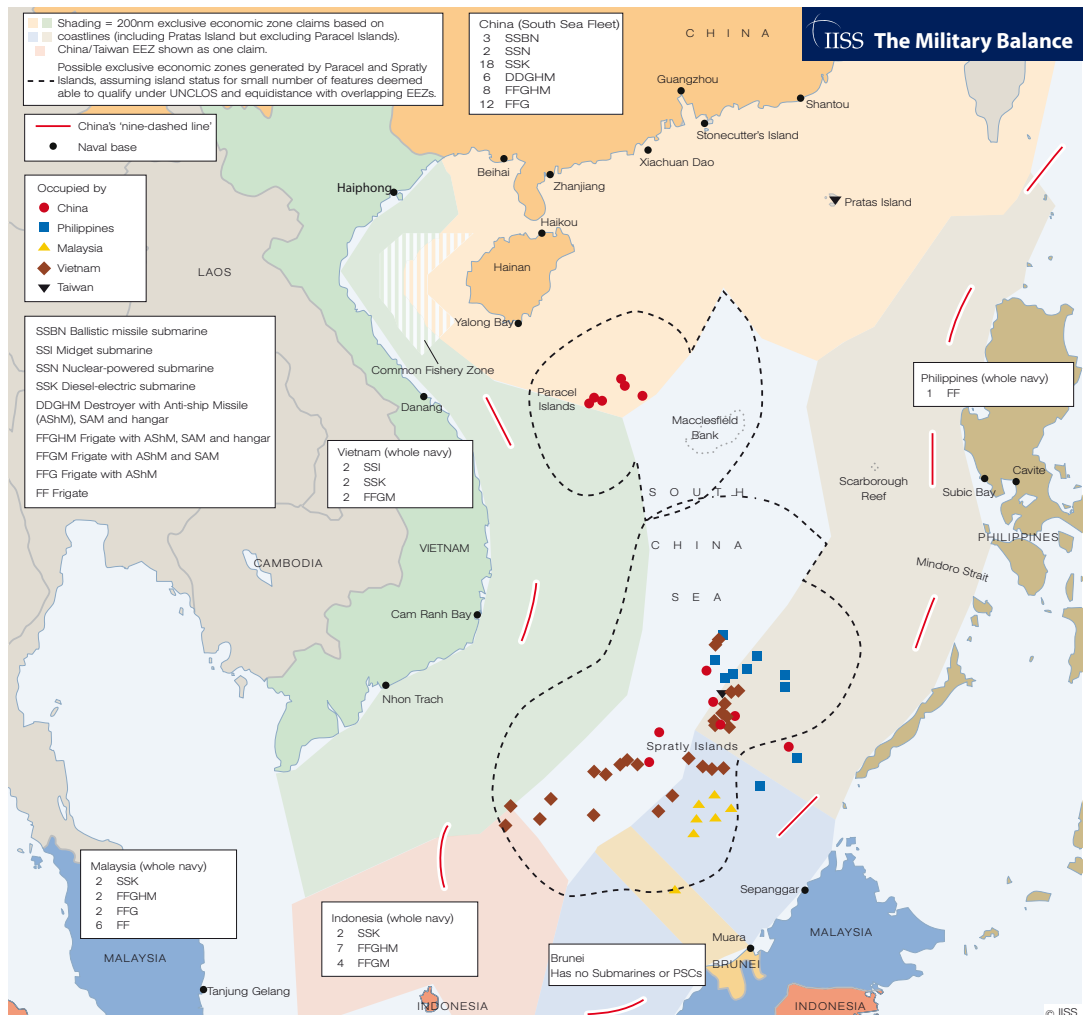 Shading = 200nm exclusive economic zone claims based on
coastlines (including Pratas Island but excluding Paracel Islands).
China/Taiwan EEZ shown as one claim.
Possible exclusive economic zones generated by Paracel and Spratly
Islands, assuming island status for small number of features deemed
able to qualify under UNCLOS and equidistance with overlapping EEZs.
China's 'nine-dashed line'
Naval base
Occupied by
China
Philippines
Malaysia
Vietnam
Taiwan
SSBN Ballistic missile submarine
SSI Midget submarine
SSN Nuclear-powered submarine
SSK Diesel-electric submarine
DDGHM Destroyer with Anti-ship Missile
(AShM), SAM and hangar
FFGHM Frigate with AShM, SAM and hangar
FFGM Frigate with AShM and SAM
FFG Frigate with AShM
FF Frigate
China (South Sea Fleet)
3 SSBN
2 SSN
18 SSK
6 DDGHM
8 FFGHM
12 FFG
IISS The Military Balance
CHINA
Guangzhou
Shantou
Stonecutter's Island
Xiachuan Dao
Beihai
Zhanjiang
Haiphong
Pratas Island
Haikou
Hainan
LAOS
Yalong Bay
Common Fishery Zone
Danang
Paracel
Islands
Macclesfield
Bank
Philippines (whole navy)
1 FF
Vietnam (whole navy)
2 SSI
2 SSK
2 FFGM
Scarborough
Reef
Cavite
Subic Bay
SOUTH
CHINA
SEA
PHILIPPINES
Mindoro Strait
VIETNAM
CAMBODIA
Cam Ranh Bay
Nhon Trach
Spratly Islands
Malaysia (whole navy)
2 SSK
2 FFGHM
2 FFG
6 FF
Indonesia (whole navy)
2 SSK
7 FFGHM
4 FFGM
Sepanggar
Muara
MALAYSIA
BRUNEI
Brunei
Has no Submarines or PSCs
MALAYSIA
Tanjung Gelang
INDONESIA
INDONESIA
© IISS